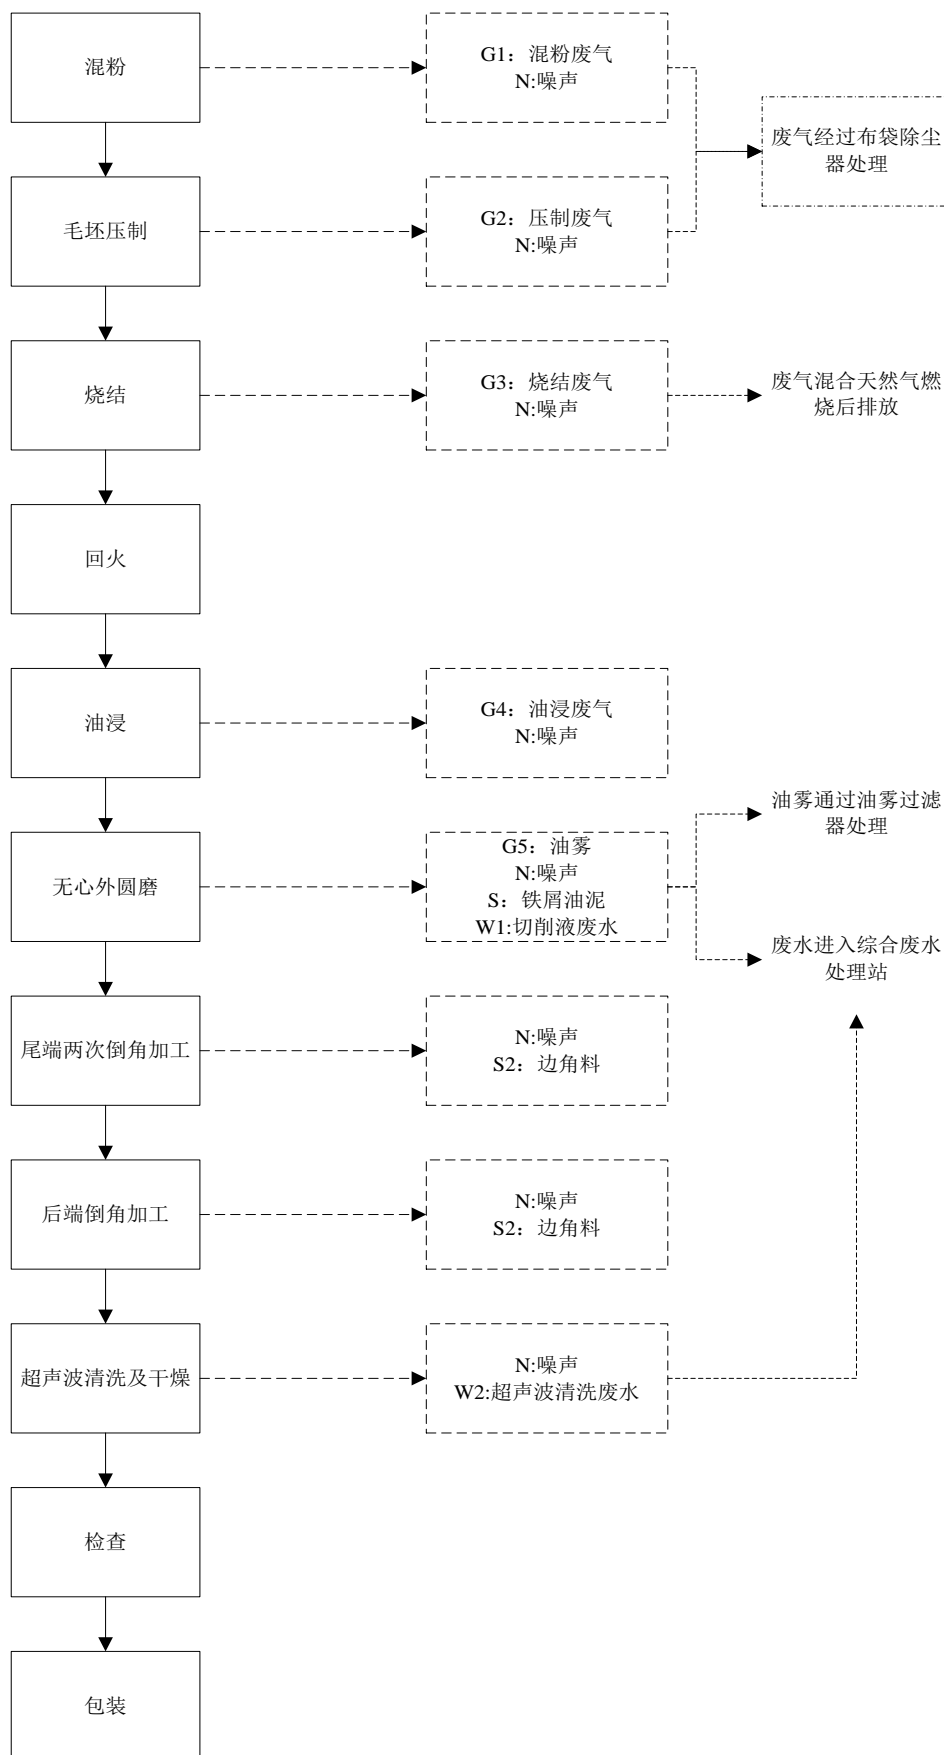 混粉
G1：混粉废气
N:噪声
废气经过布袋除尘
器处理
毛坯压制
G2：压制废气
N:噪声
烧结
G3：烧结废气
N:噪声
废气混合天然气燃
烧后排放
回火
油浸
G4：油浸废气
N:噪声
油雾通过油雾过滤
器处理
无心外圆磨
G5：油雾
N:噪声
S：铁屑油泥
W1:切削液废水
废水进入综合废水
处理站
尾端两次倒角加工
N:噪声
S2：边角料
后端倒角加工
N:噪声
S2：边角料
超声波清洗及干燥
N:噪声
W2:超声波清洗废水
检查
包装